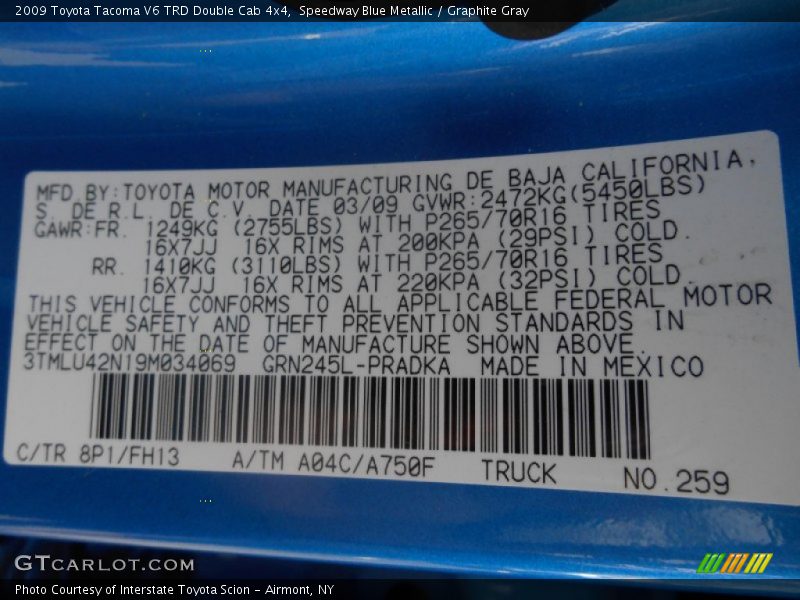 2009 Toyota Tacoma V6 TRD Double Cab 4x4, Speedway Blue Metallic / Graphite Gray
MFD BY:TOYOTA MOTOR MANUFACTURING DE BAJA CALIFORNIA,
S. DE R.L. DE C.V. DATE 03/09 GVWR:2472KG(5450LBS)
GAWR:FR. 1249KG (2755LBS) WITH P265/70R16 TIRES
16X7JJ 16X RIMS AT 200KPA (29PSI) COLD.
RR. 1410KG (3110LBS) WITH P265/70R16 TIRES
16X7JJ 16X RIMS AT 220KPA (32PSI) COLD.
THIS VEHICLE CONFORMS TO ALL APPLICABLE FEDERAL MOTOR
VEHICLE SAFETY AND THEFT PREVENTION STANDARDS IN
EFFECT ON THE DATE OF MANUFACTURE SHOWN ABOVE.
3TMLU42N19M034069 GRN245L-PRADKA MADE IN MEXICO
C/TR 8P1/FH13 A/TM A04C/A750F TRUCK NO.259
GTCARLOT.COM
Photo Courtesy of Interstate Toyota Scion - Airmont, NY